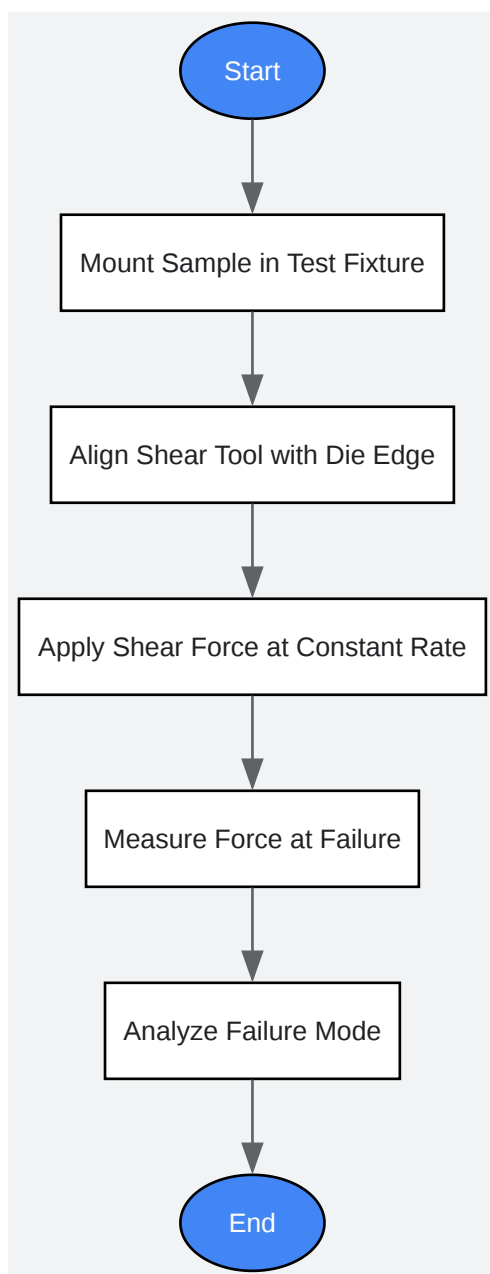 Start
Mount Sample in Test Fixture
Align Shear Tool with Die Edge
Apply Shear Force at Constant Rate
Measure Force at Failure
Analyze Failure Mode
End